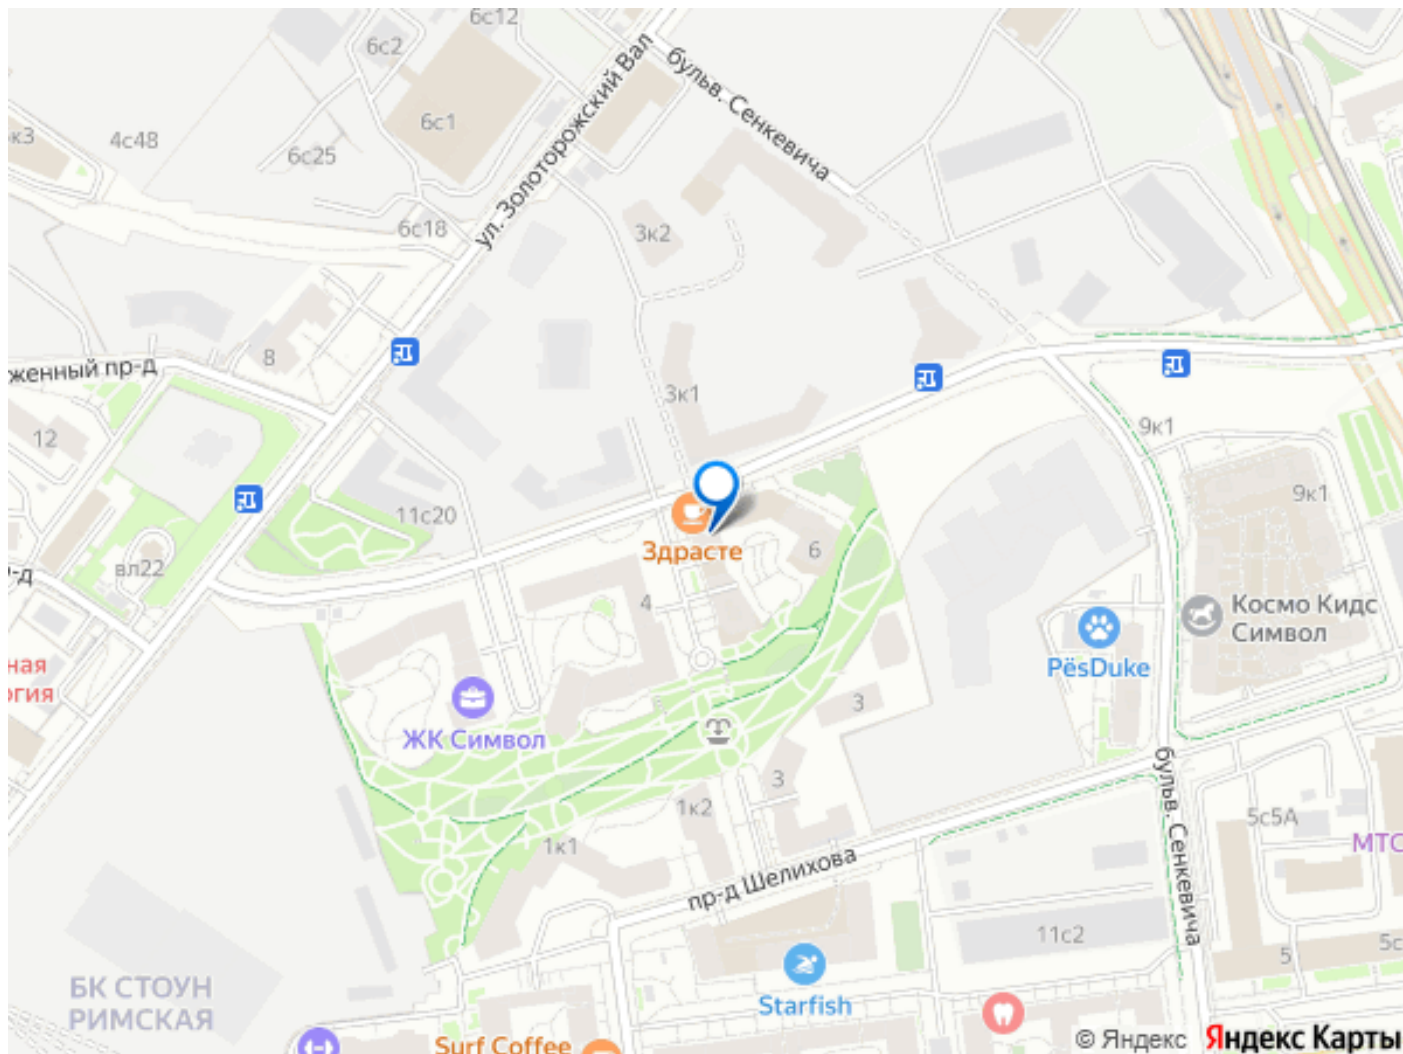 6с12
6с2
бульв. Сенкевича
ул. Золоторожский Вал
6с1
к3
4с48
6с25
6с18
3к2
8
женный пр-д
3к1
12
9к1
9к1
11с20
6
Здрасте
вл22
-д
4
Космо Кидс
Символ
PёsDuke
ная
огия
3
ЖК Символ
3
1к2
5с5А
бульв. Сенкевича
МТС
1к1
пр-д Шелихова
11с2
5с
5
БК СТОУН
РИМСКАЯ
Starfish
Surf Coffee
© Яндекс Яндекс Карты